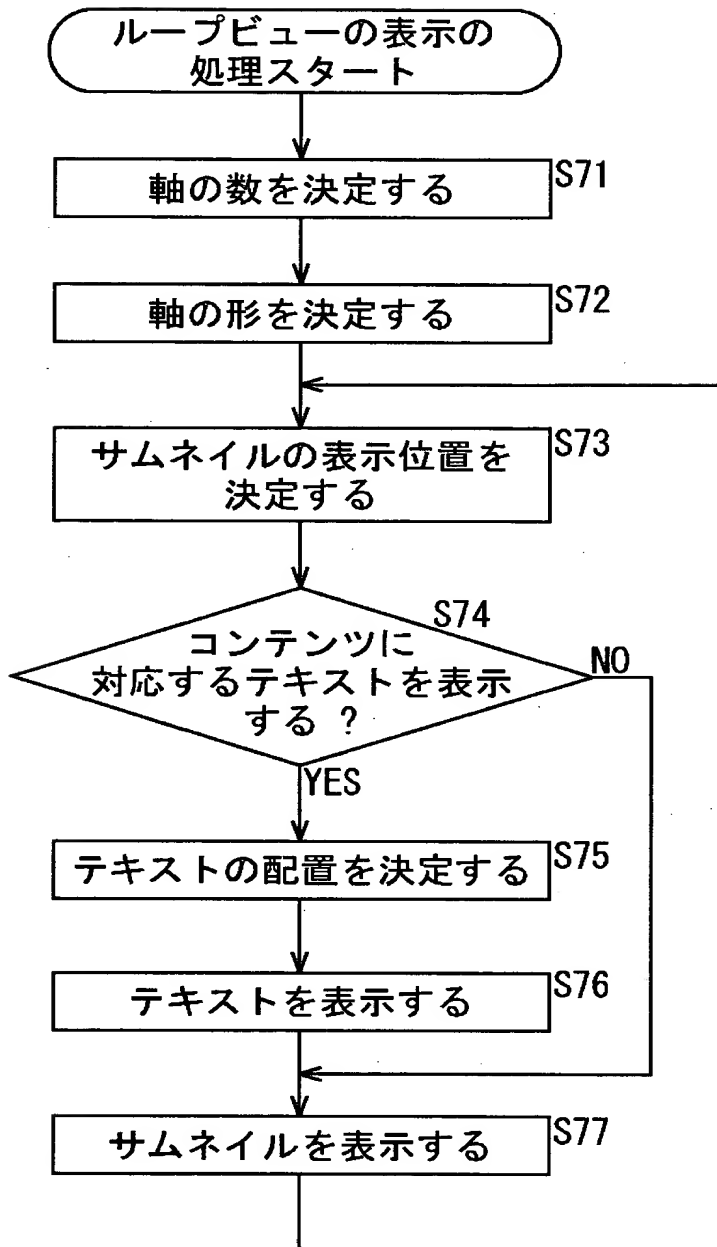 ループビューの表示の
処理スタート
軸の数を決定する
S71
軸の形を決定する
S72
サムネイルの表示位置を
決定する
S73
S74
コンテンツに
対応するテキストを表示
する ?
NO
YES
テキストの配置を決定する
S75
テキストを表示する
S76
サムネイルを表示する
S77